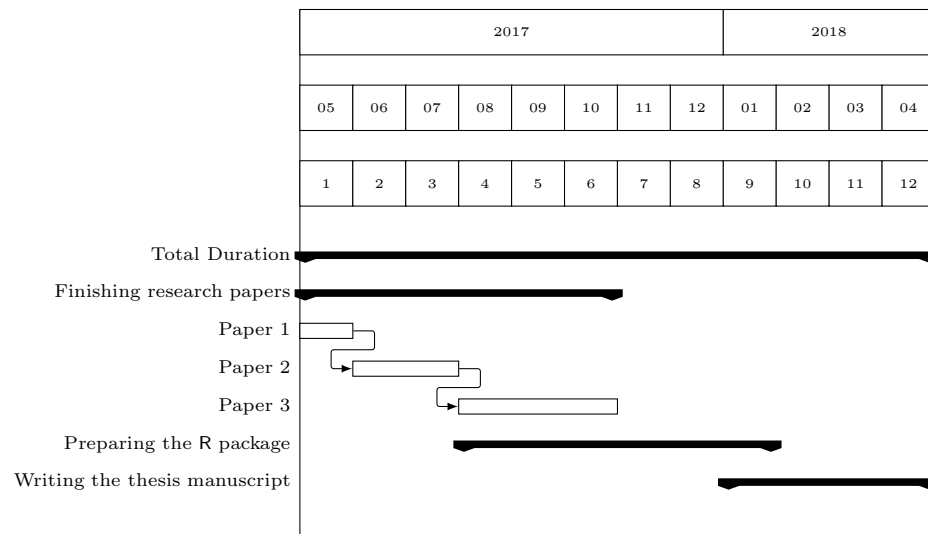 2017 2018
05 06 07 08 09 10 11 12 01 02 03 04
1 2 3 4 5 6 7 8 9 10 11 12
Total Duration
Finishing research papers
Paper 1
Paper 2
Paper 3
Preparing the R package
Writing the thesis manuscript